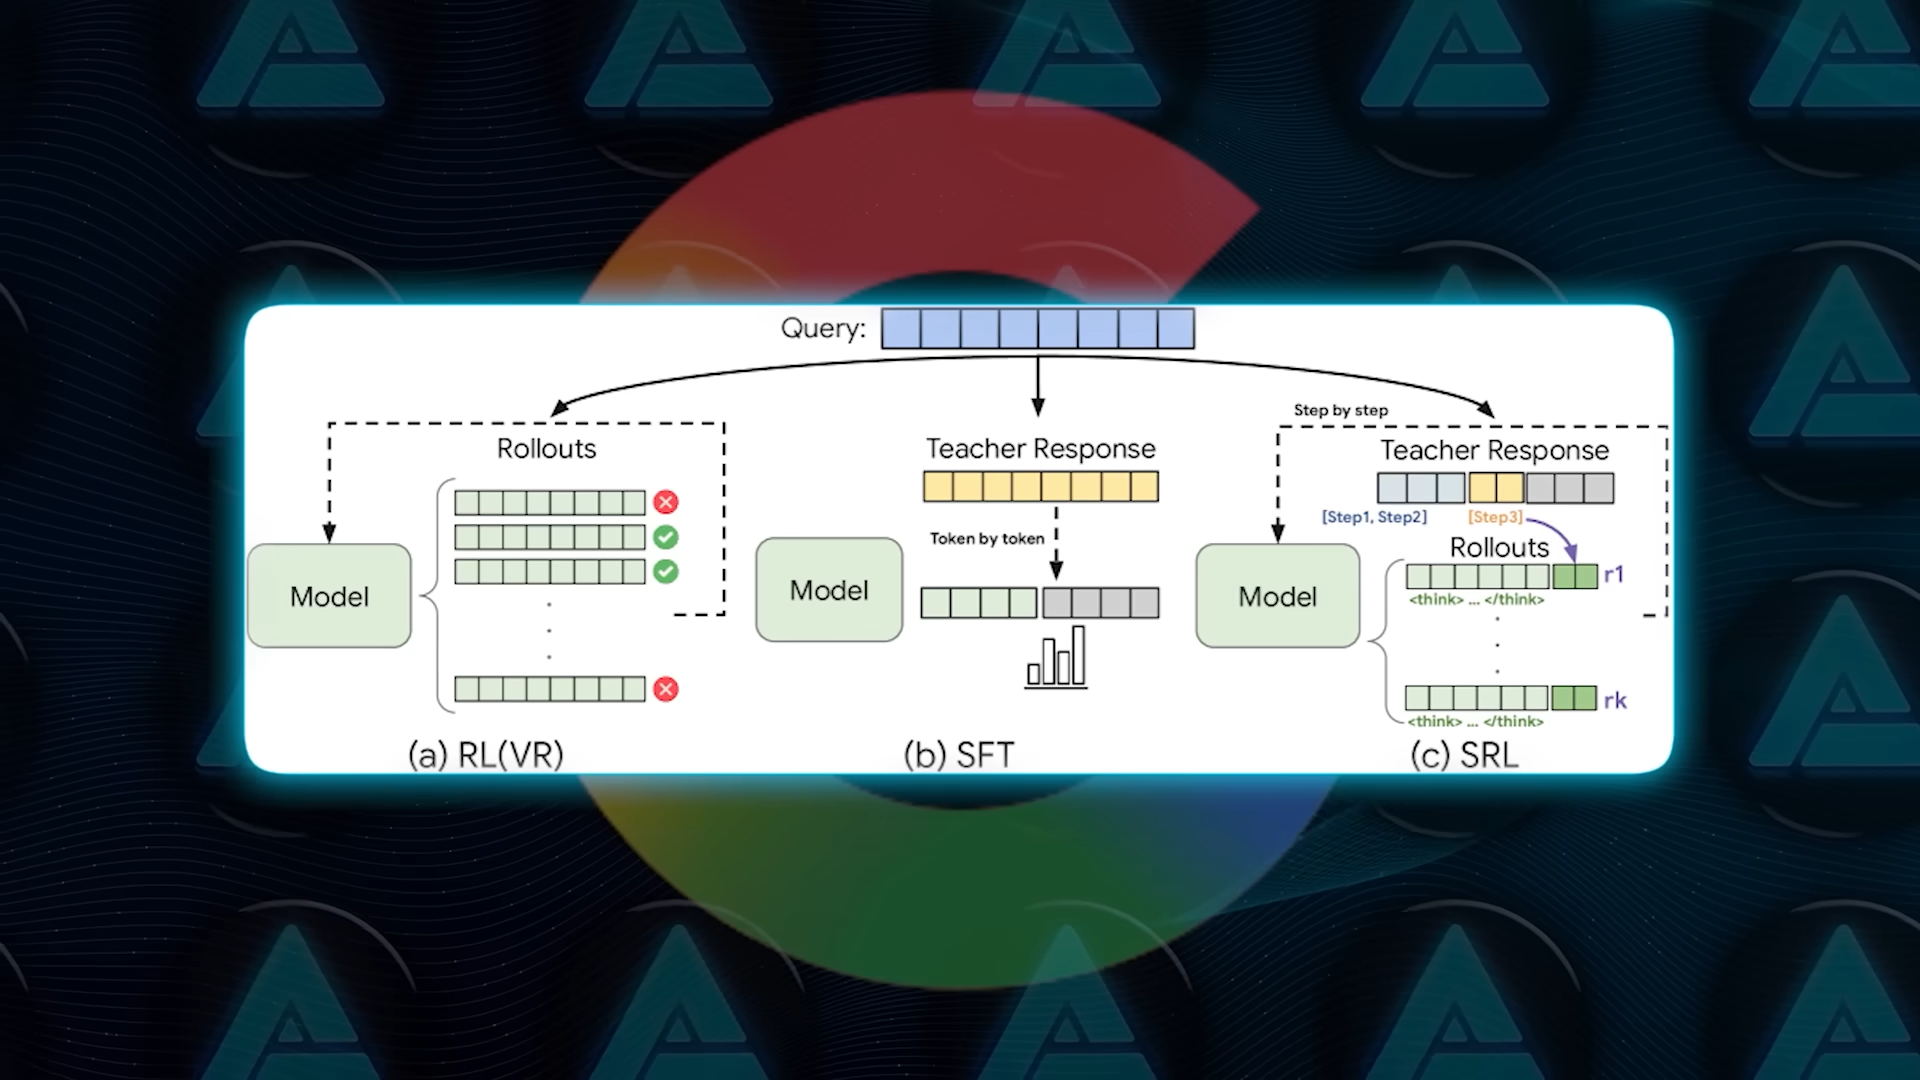 Query:
Rollouts
Model
(a) RL(VR)
Teacher Response
Token by token
Model
(b) SFT
Step by step
Teacher Response
[Step1, Step2]
[Step3]
Rollouts
r1
<think> ... </think>
Model
rk
<think> ... </think>
(c) SRL